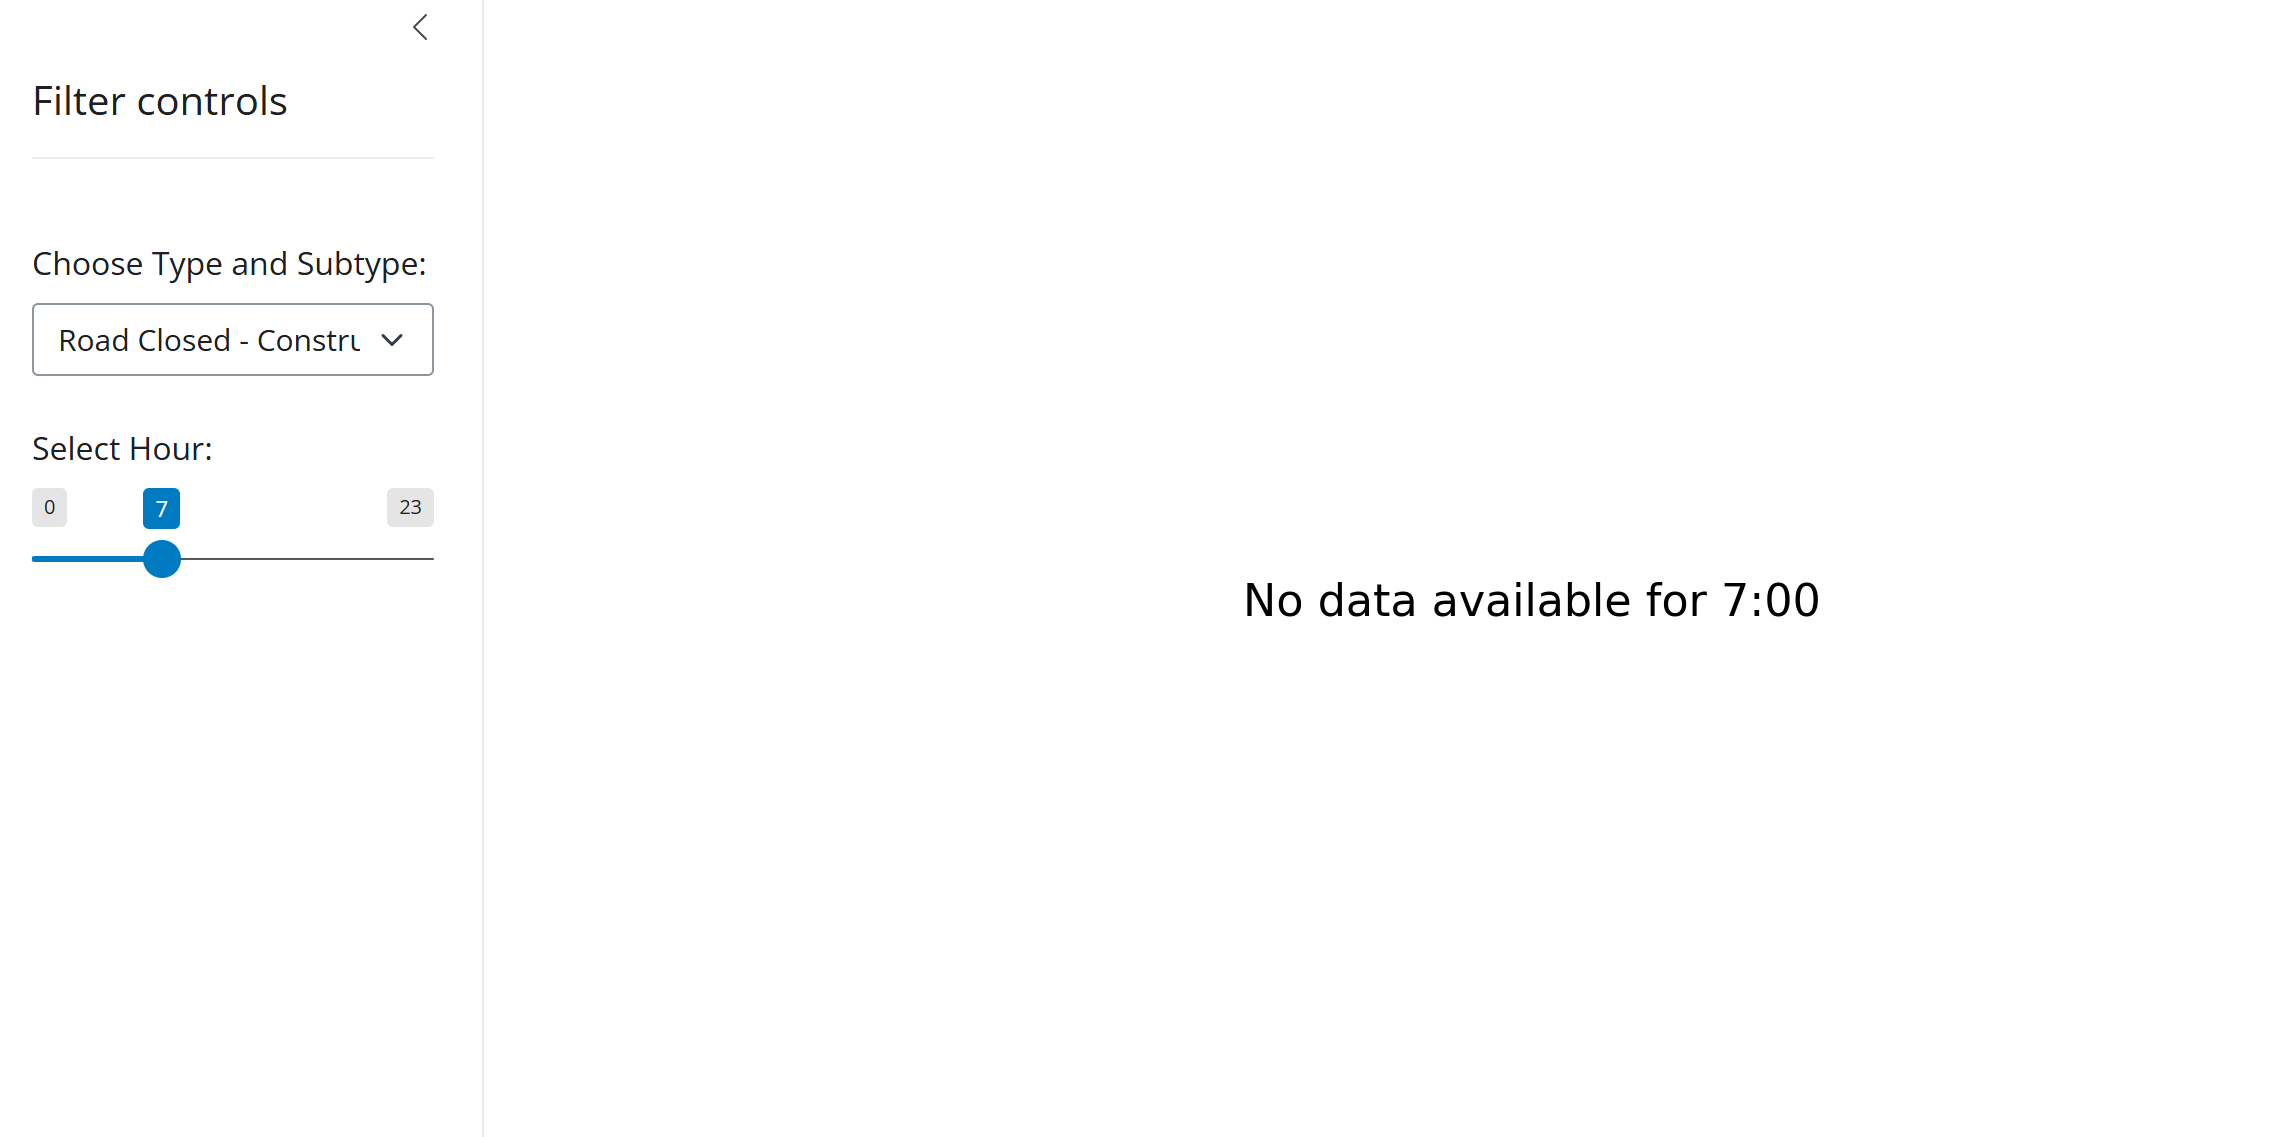 Filter controls
Choose Type and Subtype:
Road Closed - Constru
Select Hour:
0 7 23
No data available for 7:00